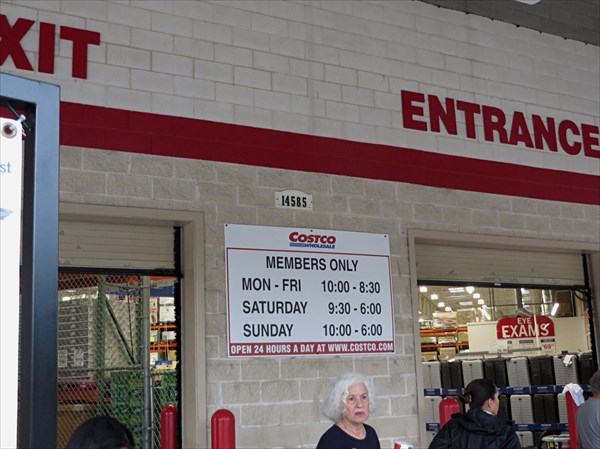 EXIT
ENTRANCE
st
14585
COSTCO
WHOLESALE
MEMBERS ONLY
MON - FRI 10:00 - 8:30
SATURDAY 9:30 - 6:00
SUNDAY 10:00 - 6:00
OPEN 24 HOURS A DAY AT WWW.COSTCO.COM
EYE
EXAMS